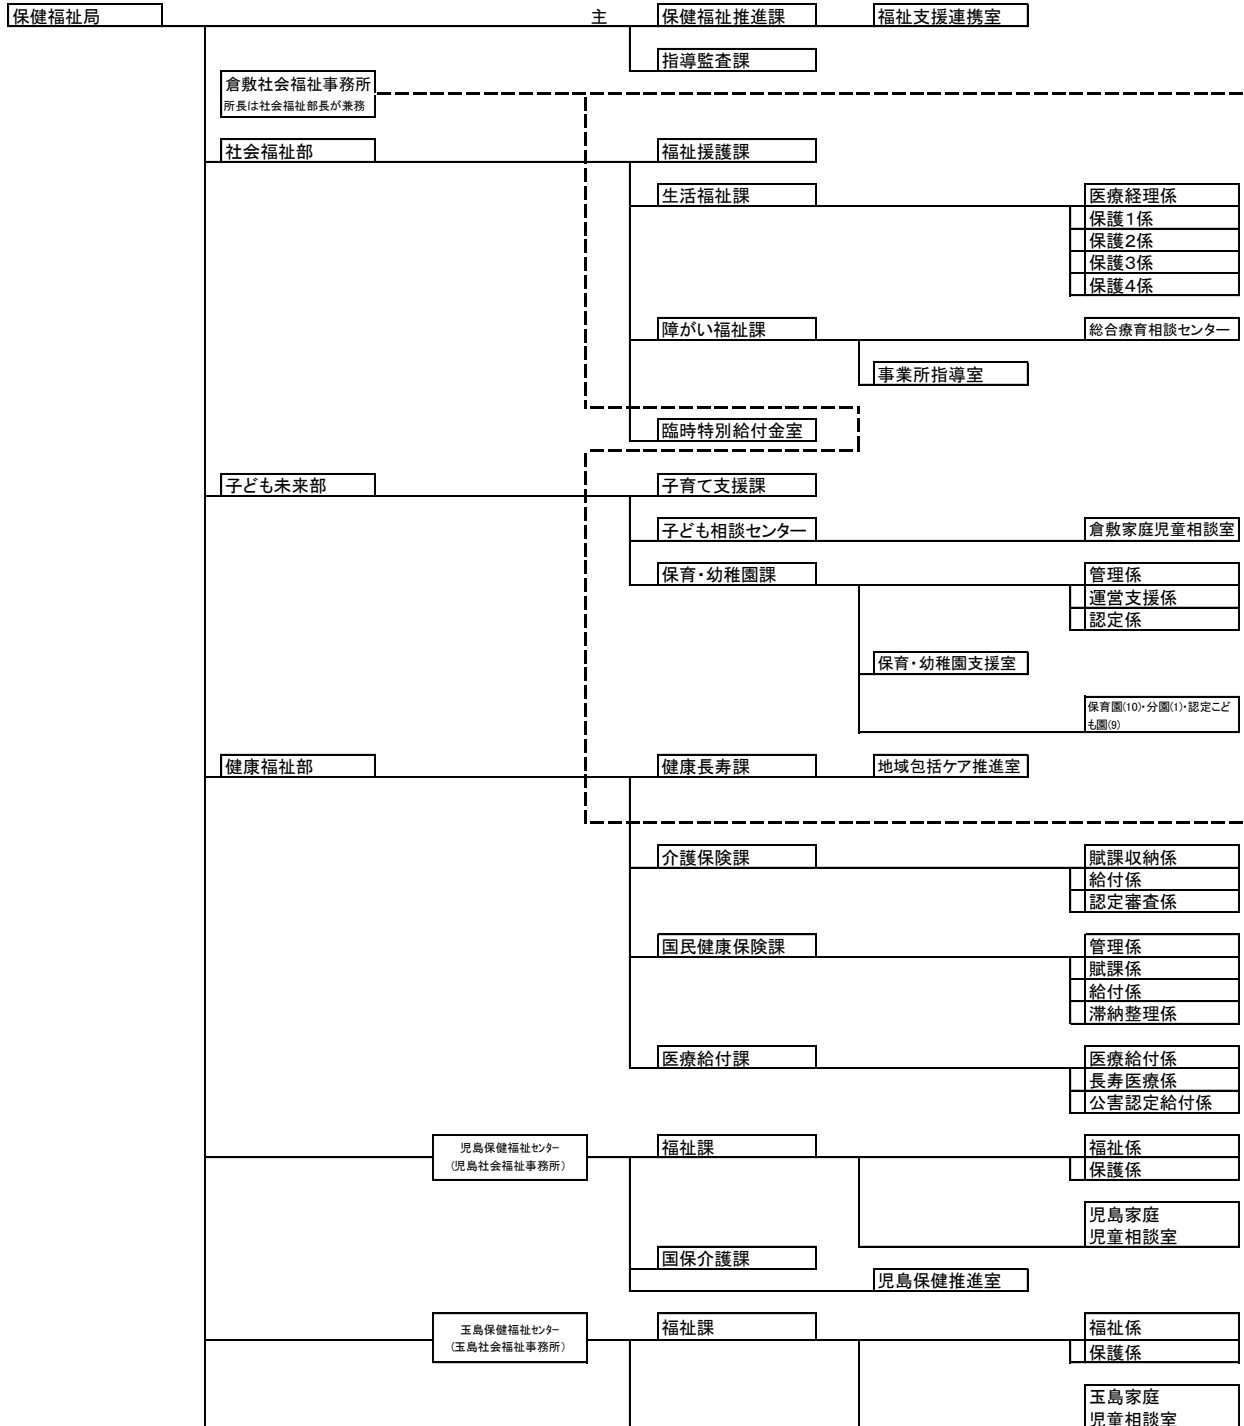 保健福祉局
主
保健福祉推進課
福祉支援連携室
指導監査課
倉敷社会福祉事務所
所長は社会福祉部長が兼務
社会福祉部
福祉援護課
生活福祉課
医療経理係
保護1係
保護2係
保護3係
保護4係
障がい福祉課
総合療育相談センター
事業所指導室
臨時特別給付金室
子ども未来部
子育て支援課
子ども相談センター
倉敷家庭児童相談室
保育・幼稚園課
管理係
運営支援係
認定係
保育・幼稚園支援室
保育園(10)・分園(1)・認定こど
も園(9)
健康福祉部
健康長寿課
地域包括ケア推進室
介護保険課
賦課収納係
給付係
認定審査係
国民健康保険課
管理係
賦課係
給付係
滞納整理係
医療給付課
医療給付係
長寿医療係
公害認定給付係
児島保健福祉センター
(児島社会福祉事務所)
福祉課
福祉係
保護係
児島家庭
児童相談室
国保介護課
児島保健推進室
玉島保健福祉センター
(玉島社会福祉事務所)
福祉課
福祉係
保護係
玉島家庭
児童相談室